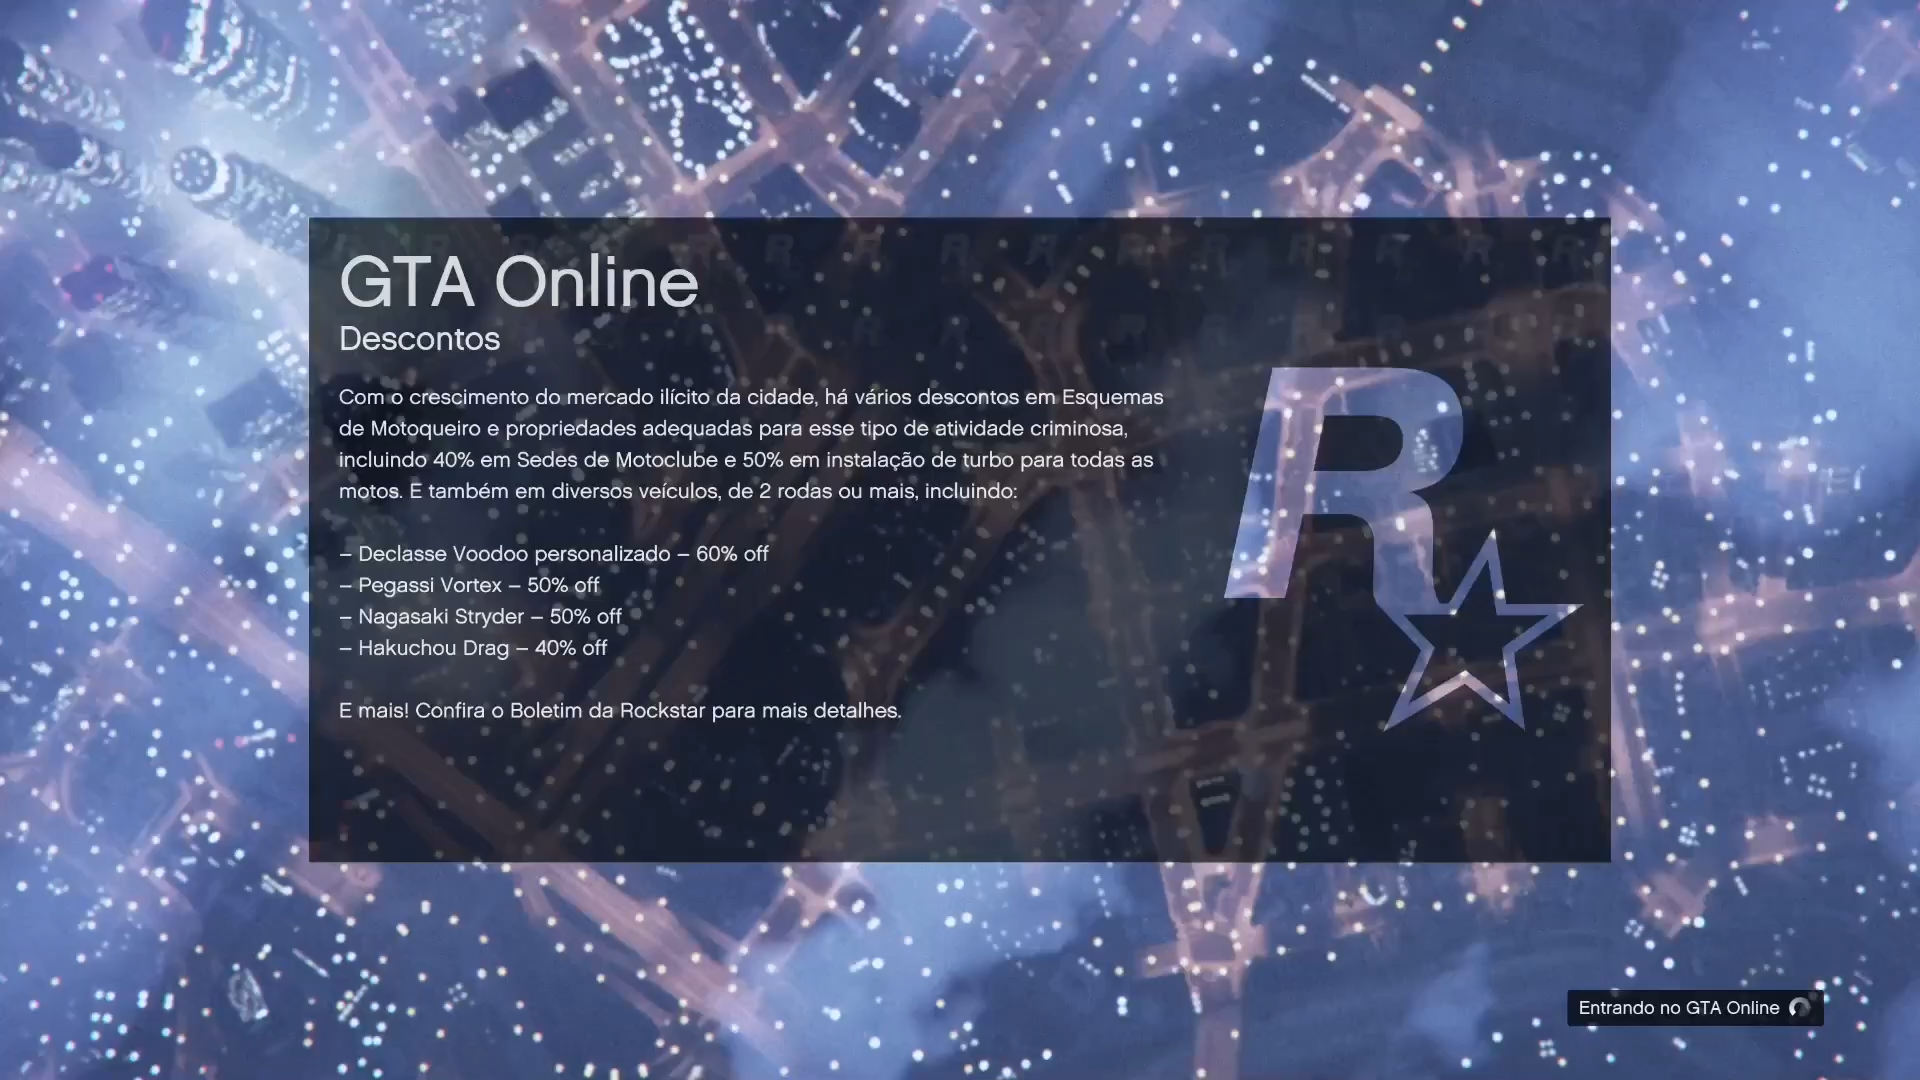 GTA Online
Descontos
Com o crescimento do mercado ilícito da cidade, há vários descontos em Esquemas
de Motoqueiro e propriedades adequadas para esse tipo de atividade criminosa,
incluindo 40% em Sedes de Motoclube e 50% em instalação de turbo para todas as
motos. E também em diversos veículos, de 2 rodas ou mais, incluindo:
– Declasse Voodoo personalizado – 60% off
– Pegassi Vortex – 50% off
– Nagasaki Stryder – 50% off
– Hakuchou Drag – 40% off
E mais! Confira o Boletim da Rockstar para mais detalhes.
R
Entrando no GTA Online